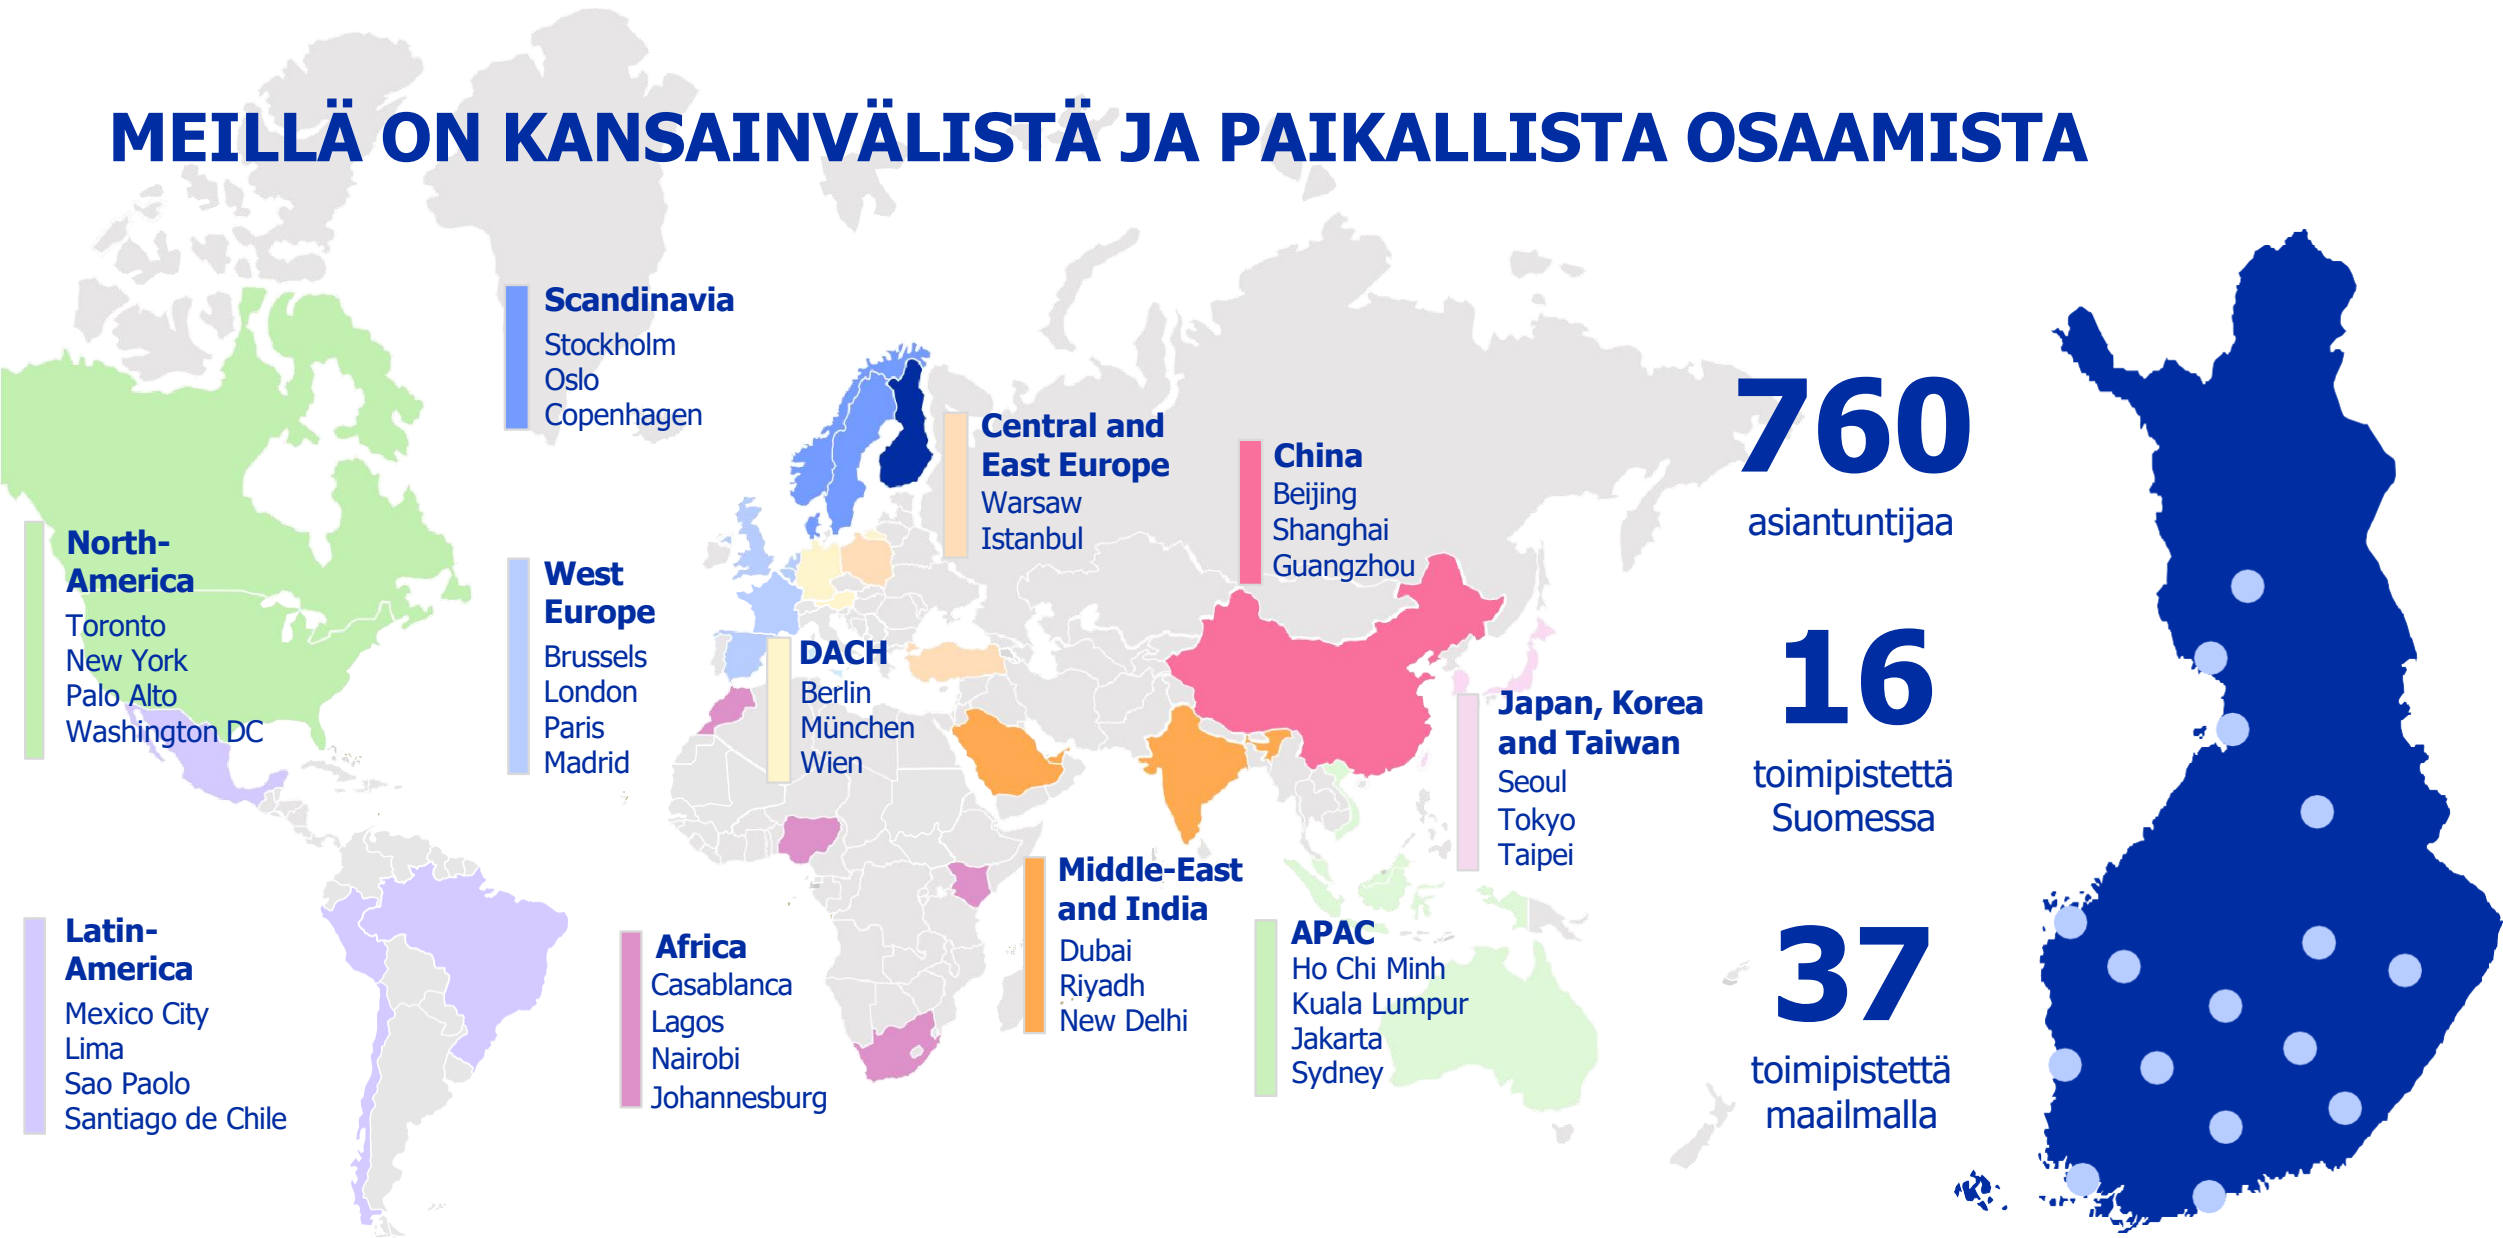 MEILLÄ ON KANSAINVÄLISTÄ JA PAIKALLISTA OSAAMISTA
Scandinavia
Stockholm
Oslo
Copenhagen
Central and
East Europe
Warsaw
Istanbul
China
Beijing
Shanghai
Guangzhou
North-
America
Toronto
New York
Palo Alto
Washington DC
West
Europe
Brussels
London
Paris
Madrid
DACH
Berlin
München
Wien
Japan, Korea
and Taiwan
Seoul
Tokyo
Taipei
Latin-
America
Mexico City
Lima
Sao Paolo
Santiago de Chile
Africa
Casablanca
Lagos
Nairobi
Johannesburg
Middle-East
and India
Dubai
Riyadh
New Delhi
APAC
Ho Chi Minh
Kuala Lumpur
Jakarta
Sydney
760
asiantuntijaa
16
toimipistettä
Suomessa
37
toimipistettä
maailmalla